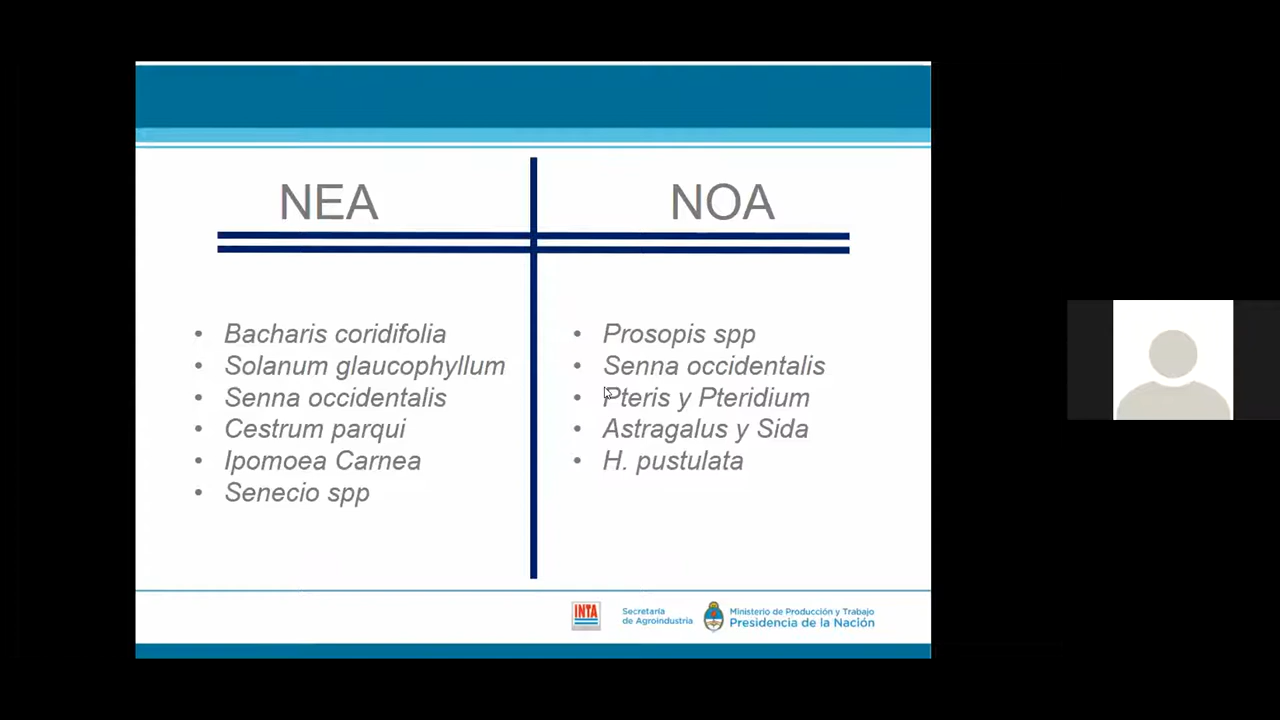 NEA
NOA
Bacharis coridifolia
Solanum glaucophyllum
Senna occidentalis
Cestrum parqui
Ipomoea Carnea
Senecio spp
Prosopis spp
Senna occidentalis
Pteris y Pteridium
Astragalus y Sida
H. pustulata
INTA
Secretaría
de Agroindustria
Ministerio de Producción y Trabajo
Presidencia de la Nación